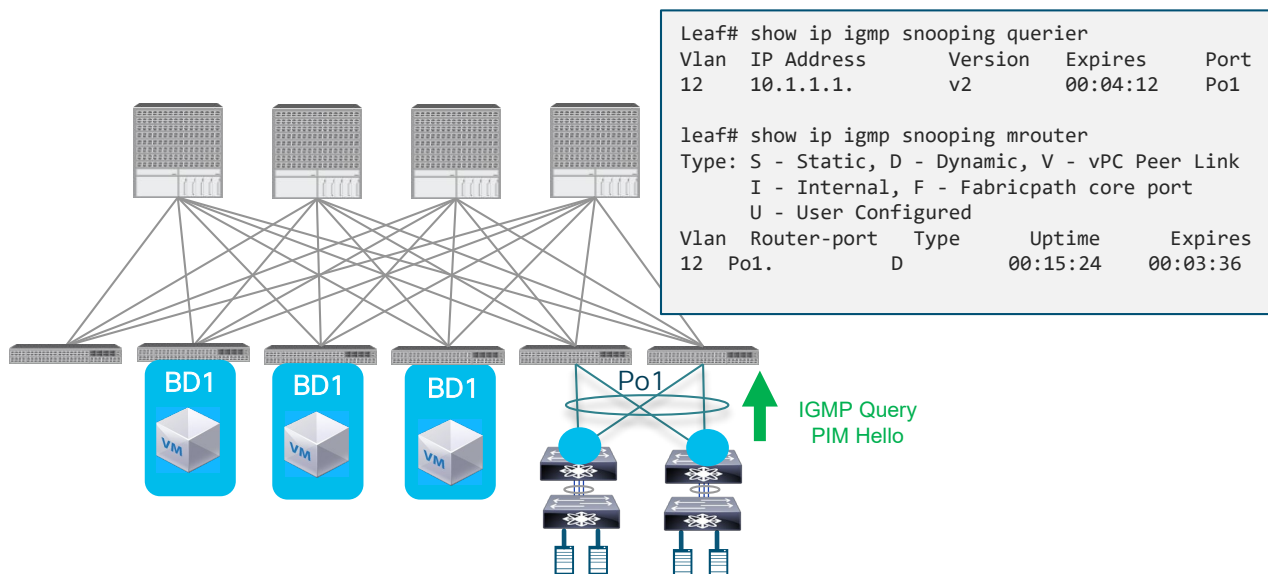 Leaf# show ip igmp snooping querier
Vlan IP Address Version Expires Port
12 10.1.1.1. v2 00:04:12 Po1
leaf# show ip igmp snooping mrouter
Type: S - Static, D - Dynamic, V - vPC Peer Link
I - Internal, F - Fabricpath core port
U - User Configured
Vlan Router-port Type Uptime Expires
12 Po1. D 00:15:24 00:03:36
BD1
VM
BD1
VM
BD1
VM
Po1
IGMP Query
PIM Hello